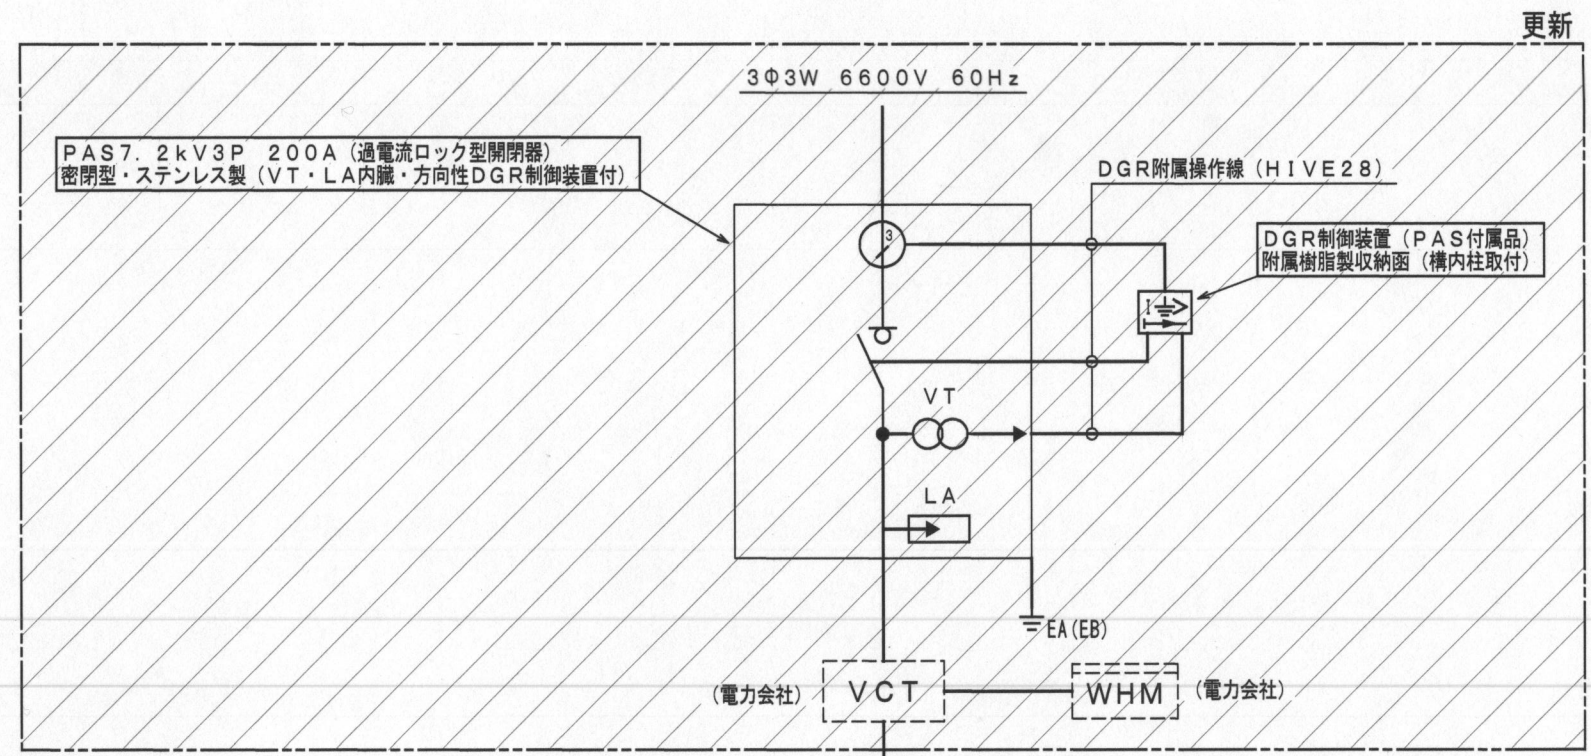 更新
3Φ3W 6600V 60Hz
PAS7.2kV3P 200A(過電流ロック型開閉器)
密閉型・ステンレス製(VT・LA内臓・方向性DGR制御装置付)
DGR附属操作線(HIVE28)
DGR制御装置(PAS付属品)
附属樹脂製収納函(構内柱取付)
3
I
VT
LA
EA(EB)
(電力会社)
VCT
WHM
(電力会社)